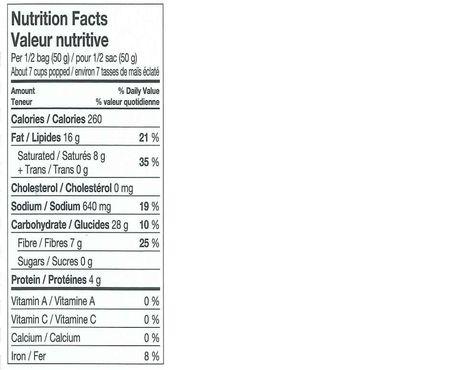 Nutrition Facts
Valeur nutritive
Per 1/2 bag (50 g) / pour 1/2 sac (50 g)
About 7 cups popped / environ 7 tasses de maïs éclaté
Amount % Daily Value
Teneur % valeur quotidienne
Calories / Calories 260
Fat / Lipides 16 g 21 %
Saturated / Saturés 8 g
+ Trans / Trans 0 g 35 %
Cholesterol / Cholestérol 0 mg
Sodium / Sodium 640 mg 19 %
Carbohydrate / Glucides 28 g 10 %
Fibre / Fibres 7 g 25 %
Sugars / Sucres 0 g
Protein / Protéines 4 g
Vitamin A / Vitamine A 0 %
Vitamin C / Vitamine C 0 %
Calcium / Calcium 0 %
Iron / Fer 8 %